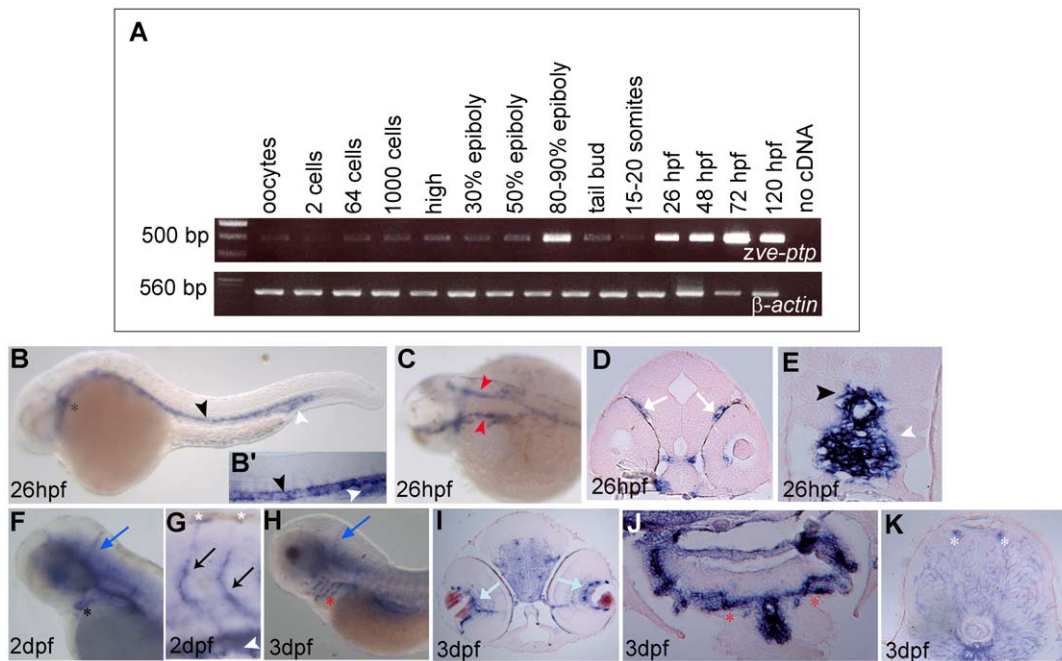 A
oocytes
2 cells
64 cells
1000 cells
high
30% epiboly
50% epiboly
80-90% epiboly
tail bud
15-20 somites
26 hpf
48 hpf
72 hpf
120 hpf
no cDNA
500 bp
zve-ptp
560 bp
β-actin
B
*
B'
26hpf
C
26hpf
D
26hpf
E
26hpf
F
*
2dpf
G
* *
2dpf
H
*
3dpf
I
3dpf
J
* *
3dpf
K
* *
3dpf